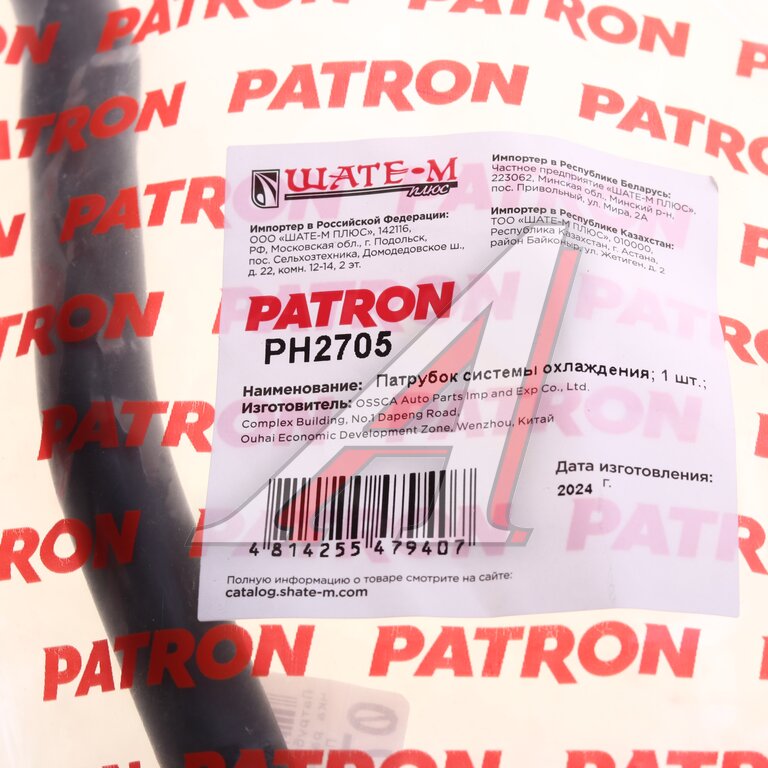 PATRON
PATRON
ШАТЕ-М
плюс
Импортер в Российской Федерации:
ООО «ШАТЕ-М ПЛЮС», 142116,
РФ, Московская обл., г. Подольск,
пос. Сельхозтехника, Домодедовское ш.,
д. 22, комн. 12-14, 2 эт.
Импортер в Республике Беларусь:
Частное предприятие «ШАТЕ-М ПЛЮС»,
223062, Минская обл., Минский р-н,
пос. Привольный, ул. Мира, 2А
Импортер в Республике Казахстан:
ТОО «ШАТЕ-М ПЛЮС», 010000,
Республика Казахстан, г. Астана,
район Байконыр, ул. Жетиген, д. 2
PATRON
PH2705
Наименование: Патрубок системы охлаждения; 1 шт.;
Изготовитель: OSSCA Auto Parts Imp and Exp Co., Ltd.
Complex Building, No.1 Dapeng Road,
Ouhai Economic Development Zone, Wenzhou, Китай
Дата изготовления:
2024 г.
4 814255 479407
Полную информацию о товаре смотрите на сайте:
catalog.shate-m.com
PATRON
PATRON
PATRON
PATRON
PATRON
PATRON